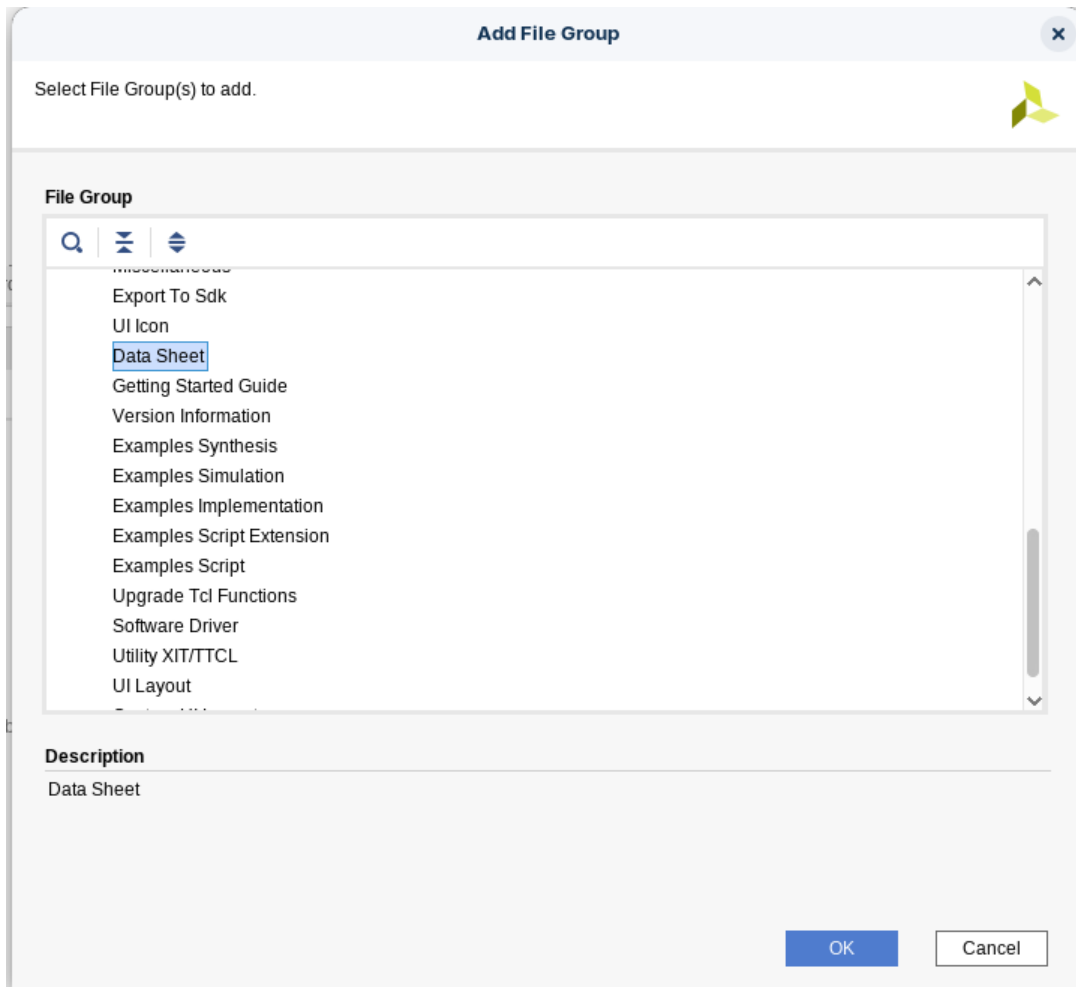 Add File Group
Select File Group(s) to add.
File Group
Miscellaneous
Export To Sdk
UI Icon
Data Sheet
Getting Started Guide
Version Information
Examples Synthesis
Examples Simulation
Examples Implementation
Examples Script Extension
Examples Script
Upgrade Tcl Functions
Software Driver
Utility XIT/TTCL
UI Layout
Description
Data Sheet
OK
Cancel